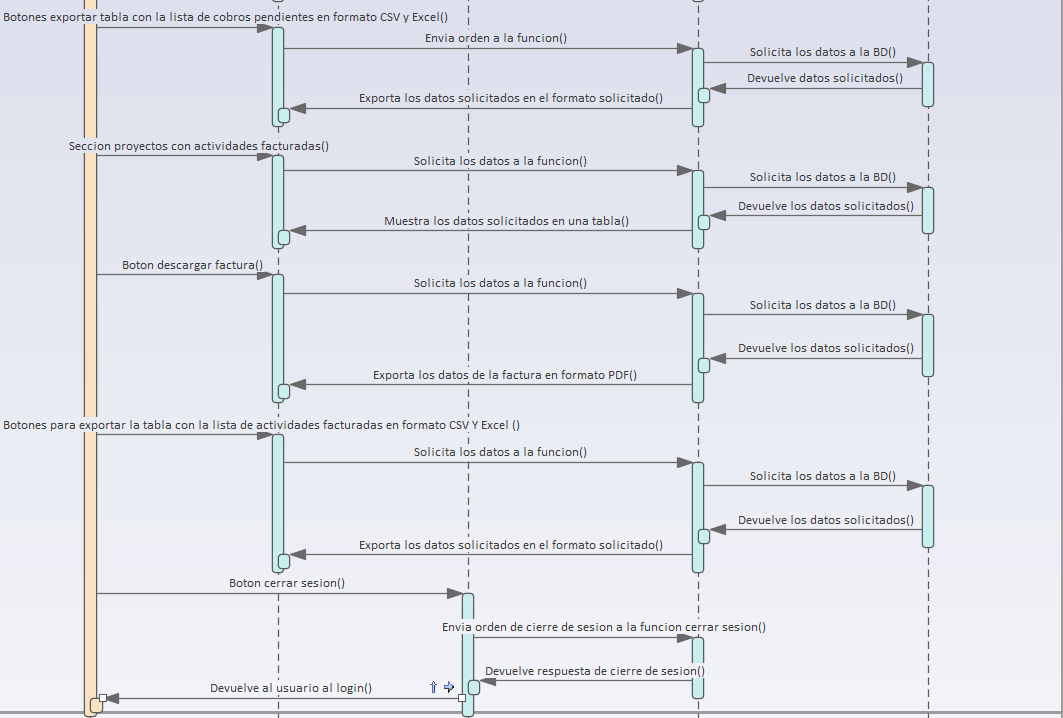 Botones exportar tabla con la lista de cobros pendientes en formato CSV y Excel()
Envia orden a la funcion()
Solicita los datos a la BD()
Devuelve datos solicitados()
Exporta los datos solicitados en el formato solicitado()
Seccion proyectos con actividades facturadas()
Solicita los datos a la funcion()
Solicita los datos a la BD()
Devuelve los datos solicitados()
Muestra los datos solicitados en una tabla()
Boton descargar factura()
Solicita los datos a la funcion()
Solicita los datos a la BD()
Devuelve los datos solicitados()
Exporta los datos de la factura en formato PDF()
Botones para exportar la tabla con la lista de actividades facturadas en formato CSV Y Excel ()
Solicita los datos a la funcion()
Solicita los datos a la BD()
Devuelve los datos solicitados()
Exporta los datos solicitados en el formato solicitado()
Boton cerrar sesion()
Envia orden de cierre de sesion a la funcion cerrar sesion()
Devuelve respuesta de cierre de sesion()
Devuelve al usuario al login()